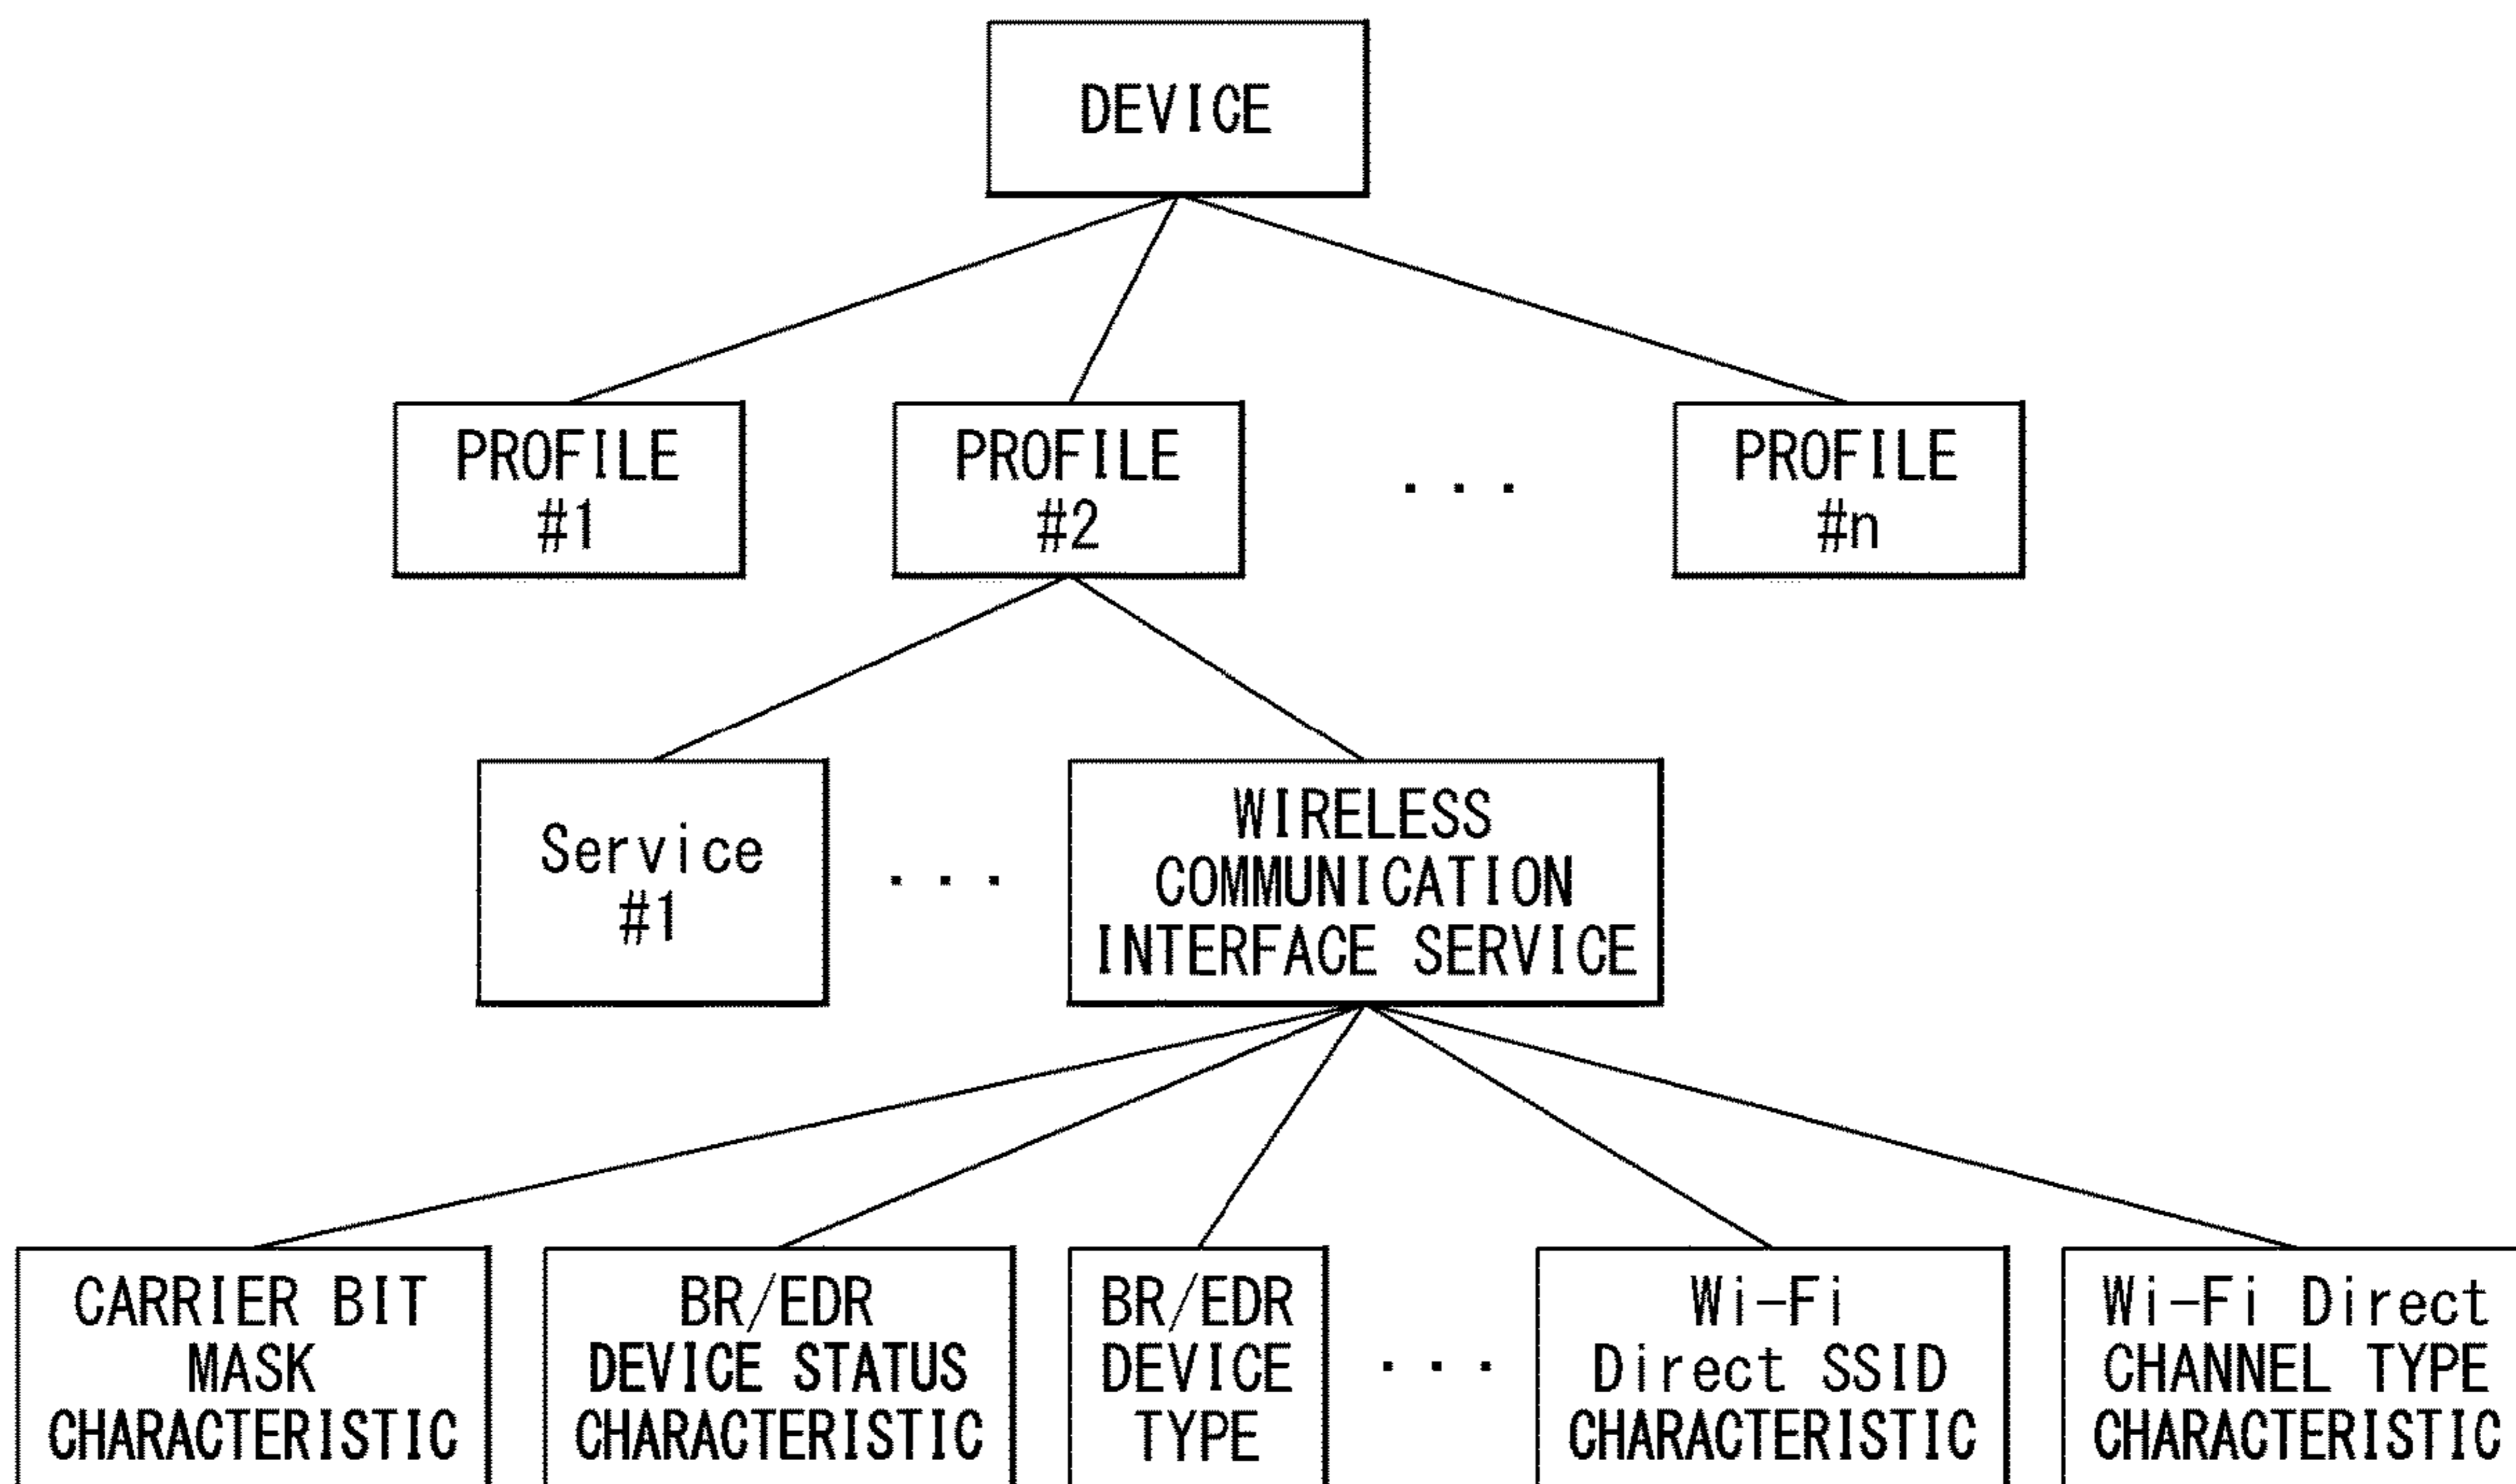 DEVICE
PROFILE
#1
PROFILE
#2
...
PROFILE
#n
Service
#1
...
WIRELESS
COMMUNICATION
INTERFACE SERVICE
CARRIER BIT
MASK
CHARACTERISTIC
BR/EDR
DEVICE STATUS
CHARACTERISTIC
BR/EDR
DEVICE
TYPE
...
Wi-Fi
Direct SSID
CHARACTERISTIC
Wi-Fi Direct
CHANNEL TYPE
CHARACTERISTIC